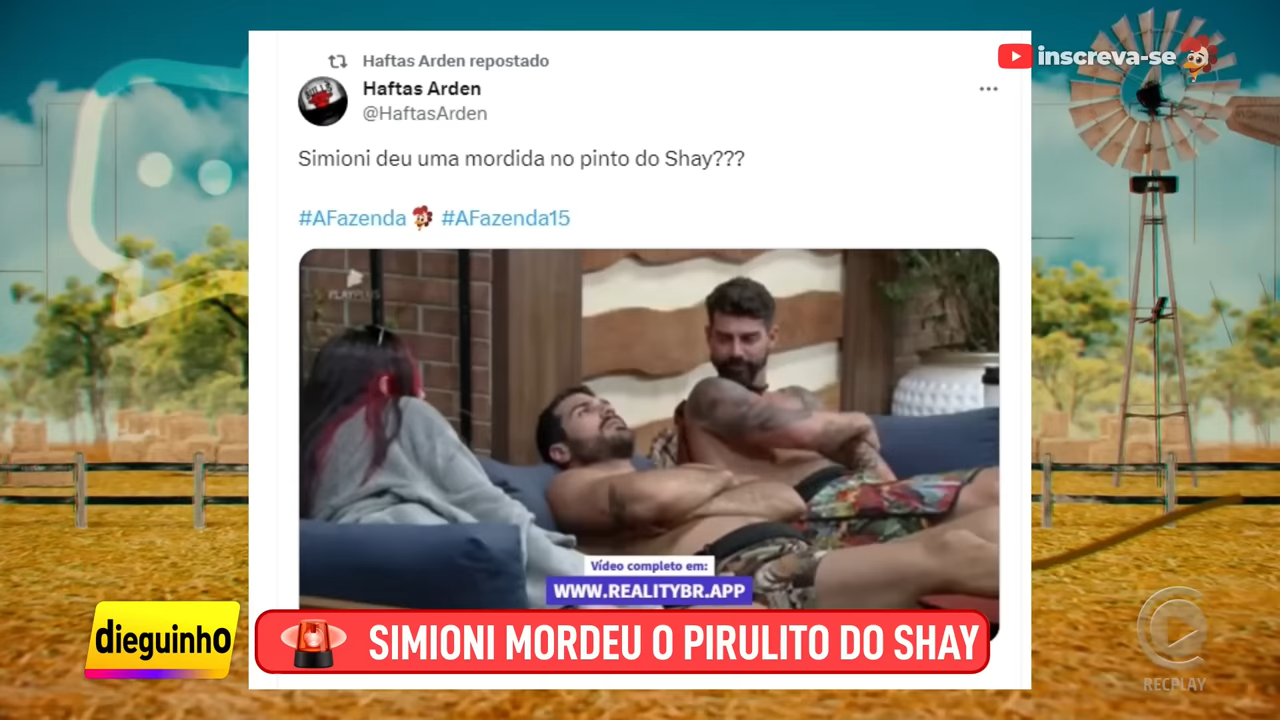 Haftas Arden repostado
inscreva-se
Haftas Arden
@HaftasArden
Simioni deu uma mordida no pinto do Shay???
#AFazenda #AFazenda15
PLAYPLUS
Vídeo completo em:
WWW.REALITYBR.APP
dieguinho
SIMIONI MORDEU O PIRULITO DO SHAY
RECPLAY